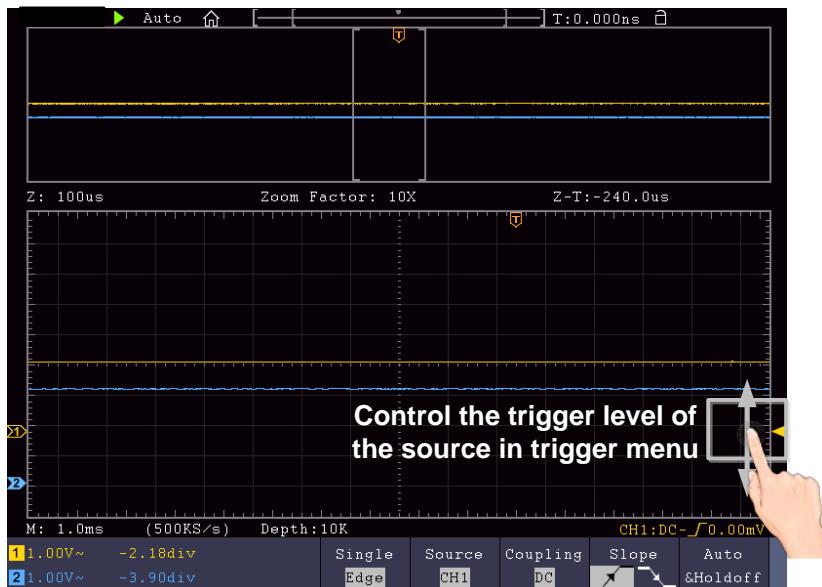 Auto T:0.000ns
T
Z: 100us Zoom Factor: 10X Z-T:-240.0us
T
Control the trigger level of
the source in trigger menu
1
2
M: 1.0ms (500KS/s) Depth:10K CH1:DC-0.00mV
1 1.00V~ -2.18div Single Source Coupling Slope Auto
2 1.00V~ -3.90div Edge CH1 DC &Holdoff